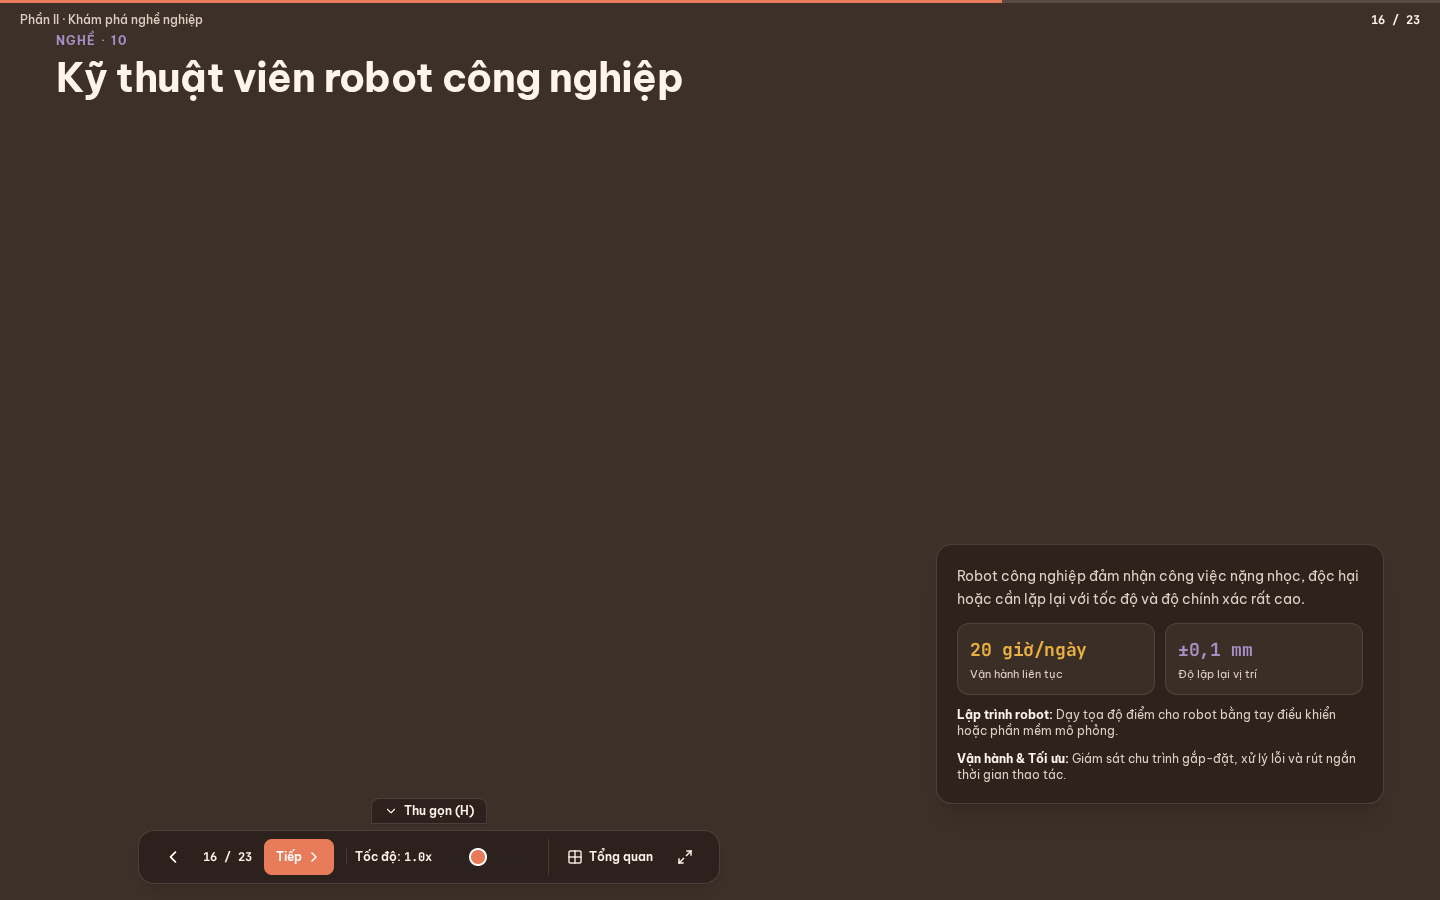 Phần II · Khám phá nghề nghiệp
16 / 23
NGHỀ · 10
Kỹ thuật viên robot công nghiệp
Robot công nghiệp đảm nhận công việc nặng nhọc, độc hại
hoặc cần lặp lại với tốc độ và độ chính xác rất cao.
20 giờ/ngày
Vận hành liên tục
±0,1 mm
Độ lặp lại vị trí
Lập trình robot: Dạy tọa độ điểm cho robot bằng tay điều khiển
hoặc phần mềm mô phỏng.
Vận hành & Tối ưu: Giám sát chu trình gắp-đặt, xử lý lỗi và rút ngắn
thời gian thao tác.
Thu gọn (H)
16 / 23
Tiếp
Tốc độ: 1.0x
Tổng quan